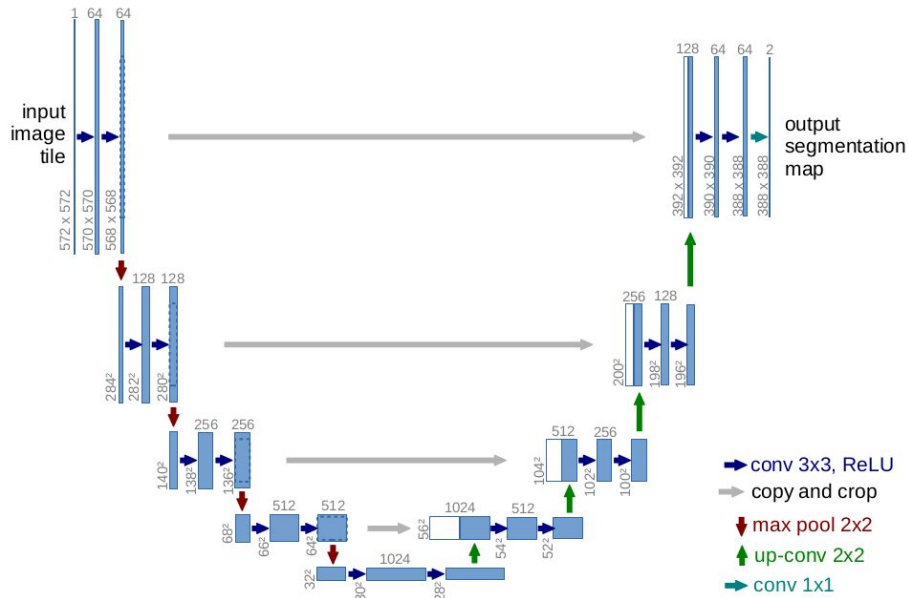 1 64 64
input
image
tile
572 x 572
570 x 570
568 x 568
128 64 64 2
output
segmentation
map
392 x 392
390 x 390
388 x 388
388 x 388
128 128
284²
282²
280²
256 128
200²
198²
196²
256 256
140²
138²
136²
512 256
104²
102²
100²
512 512
68²
66²
64²
1024 512
56²
54²
52²
1024
32²
30²
28²
conv 3x3, ReLU
copy and crop
max pool 2x2
up-conv 2x2
conv 1x1